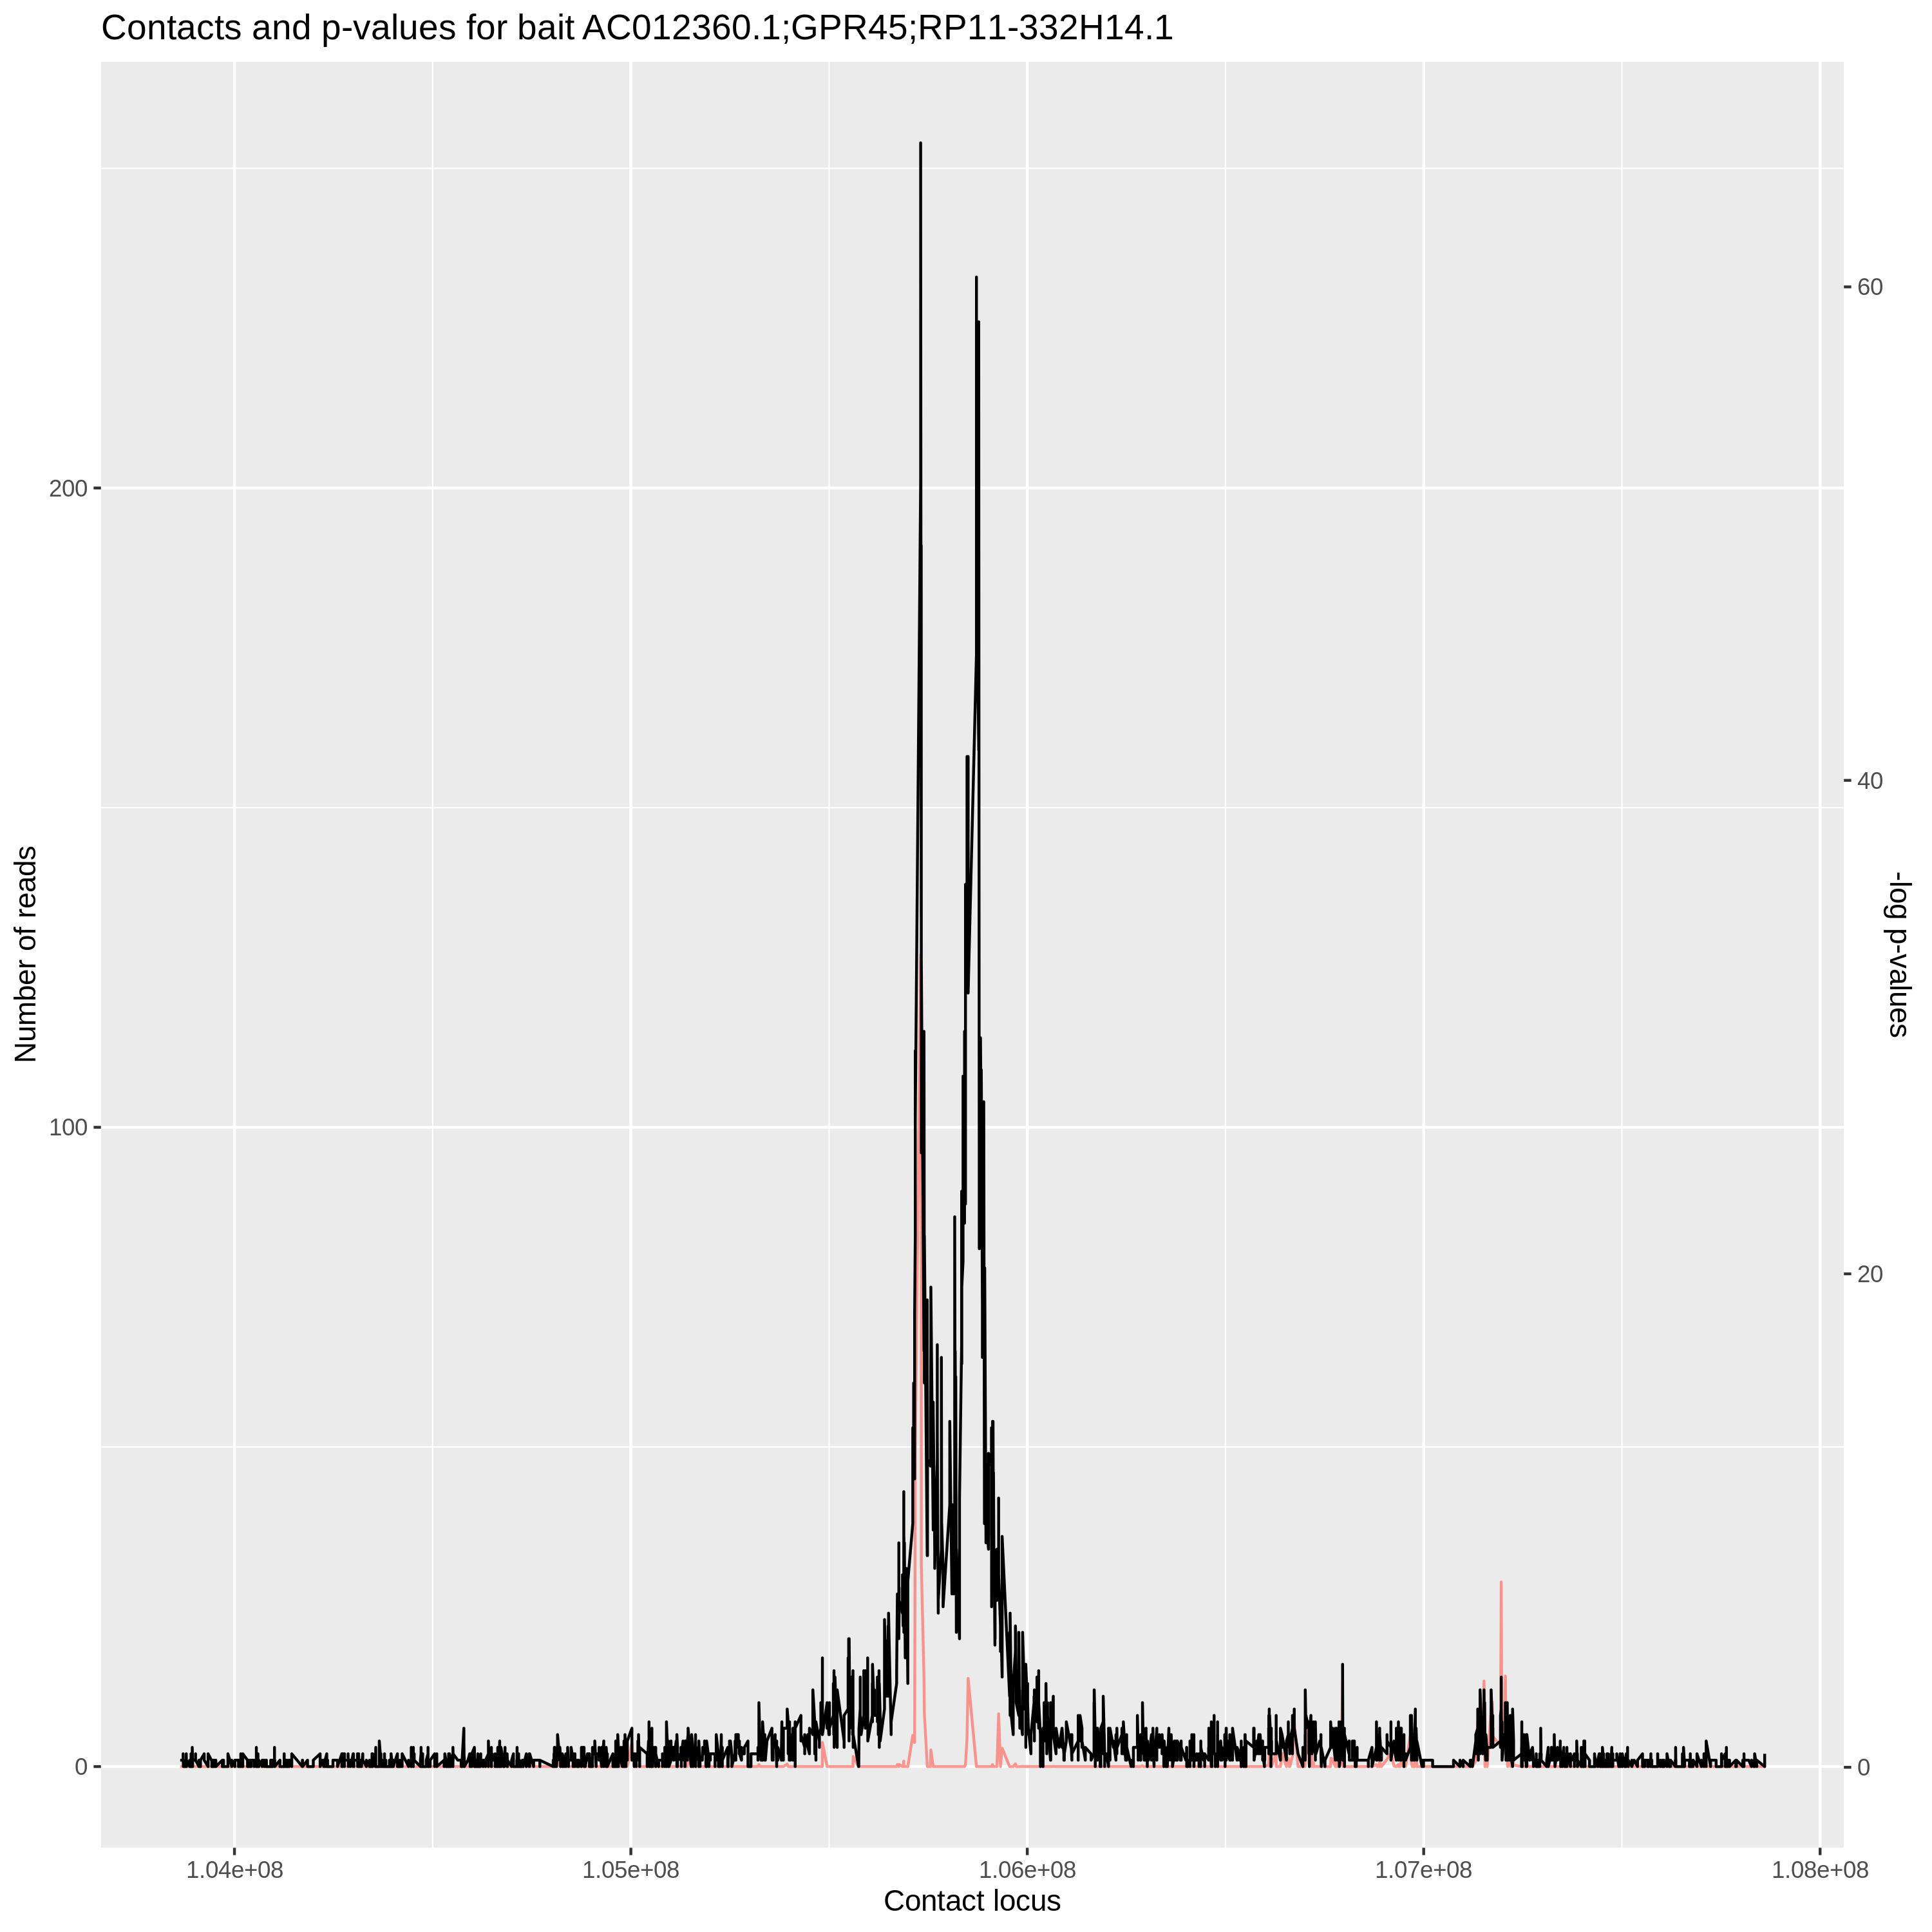 Contacts and p-values for bait AC012360.1;GPR45;RP11-332H14.1
Number of reads
200
100
0
60
40
20
0
-log p-values
1.04e+08
1.05e+08
1.06e+08
1.07e+08
1.08e+08
Contact locus